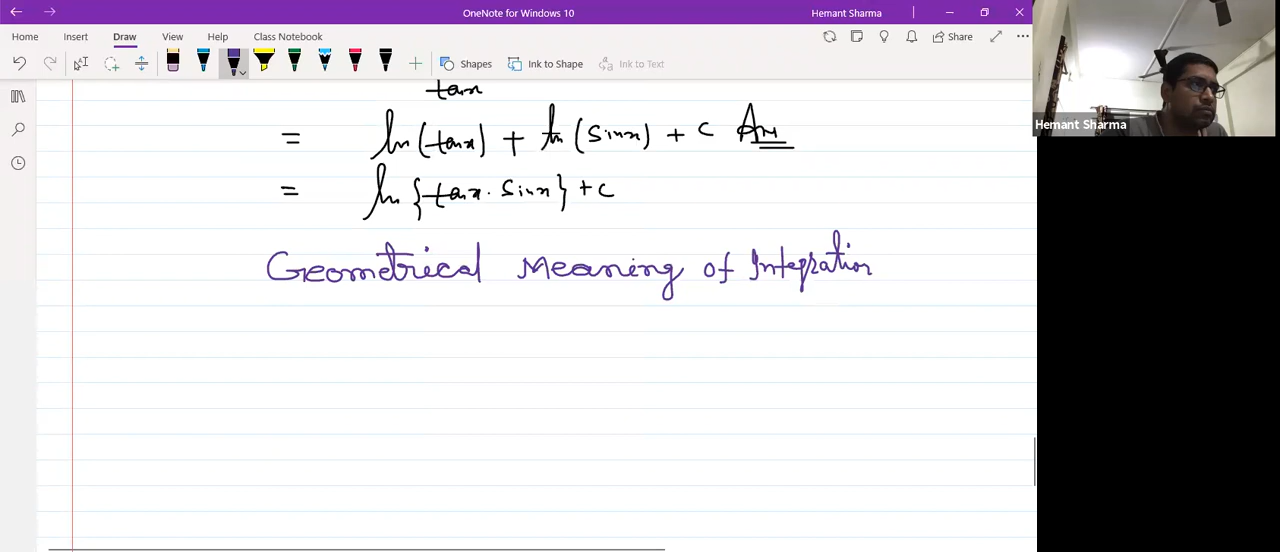 OneNote for Windows 10
Hemant Sharma
Home Insert Draw View Help Class Notebook
Share
Shapes Ink to Shape Ink to Text
tanx
= ln(tanx) + ln(sinx) + c Ans
= ln{tanx. sinx} + c
Geometrical Meaning of Integration
Hemant Sharma